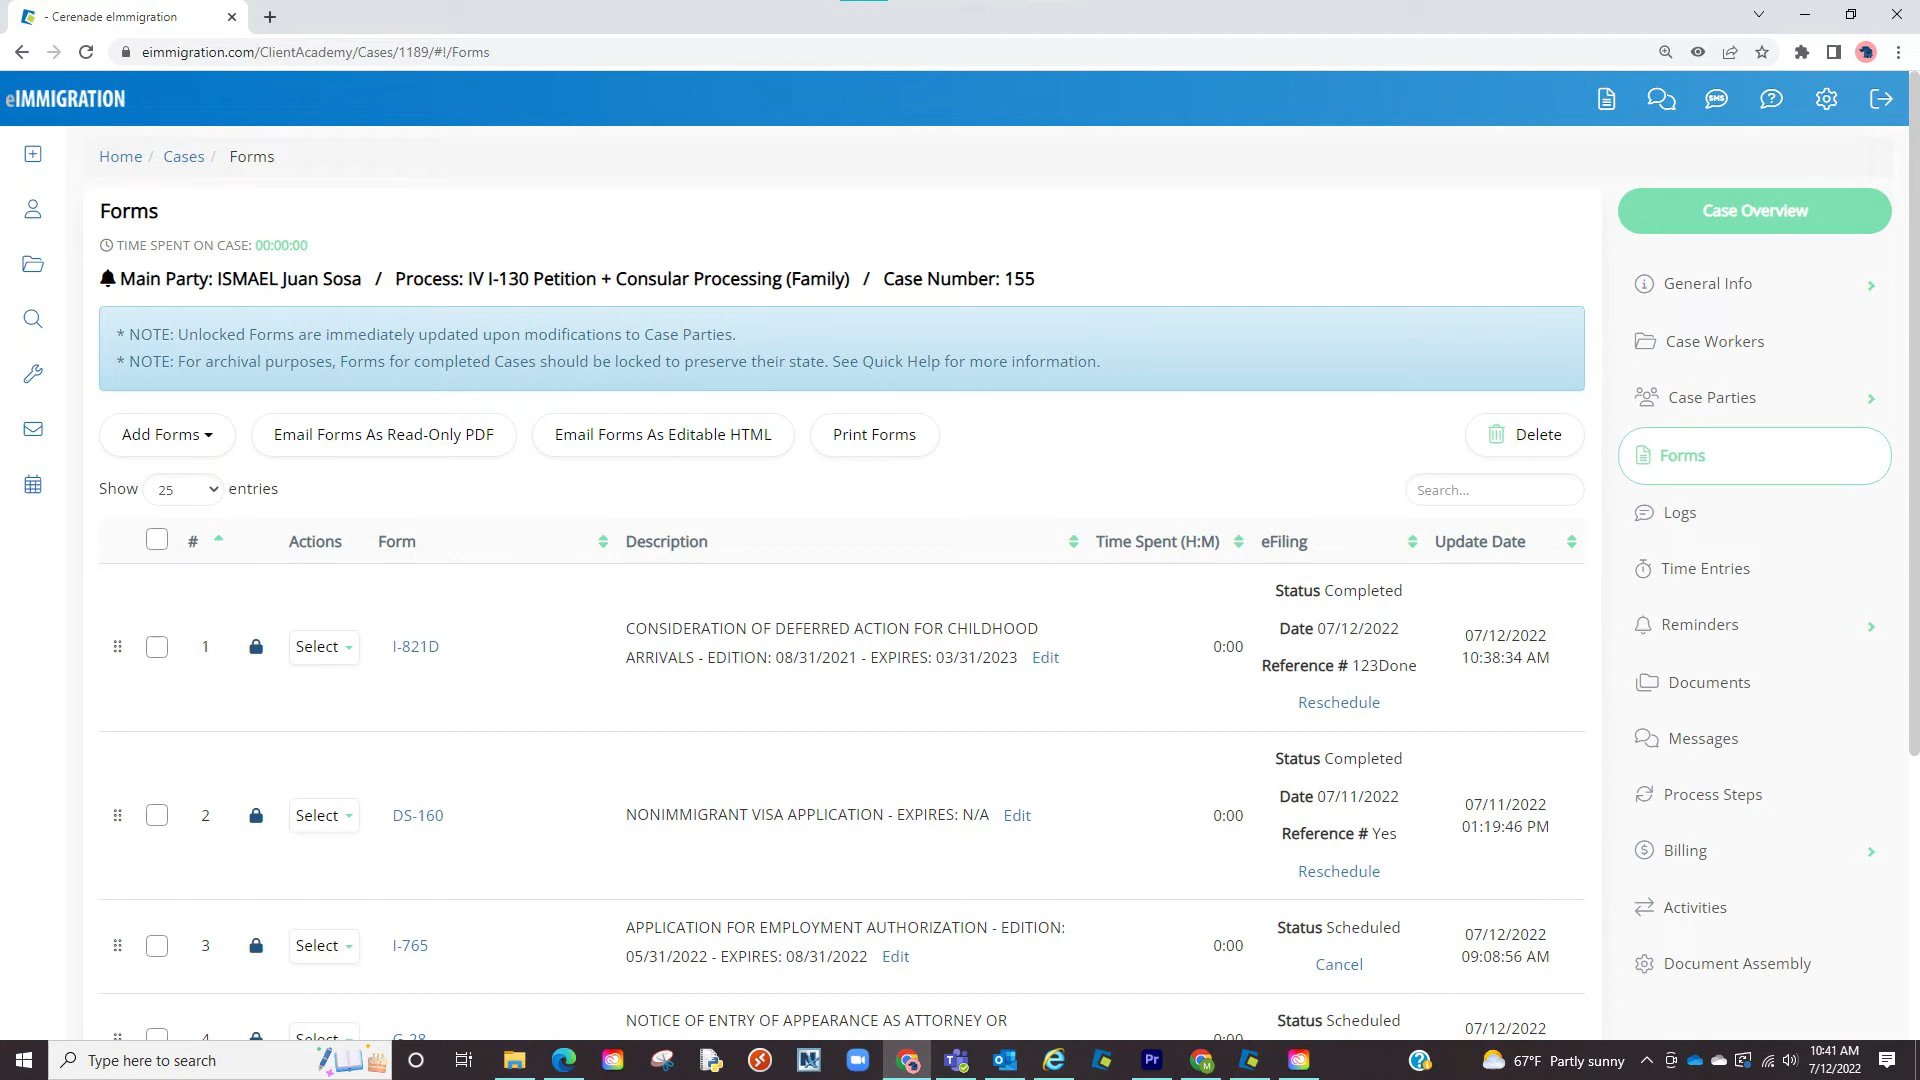 - Cerenade eImmigration
eimmigration.com/ClientAcademy/Cases/1189/#!/Forms
eIMMIGRATION
SMS
Home / Cases / Forms
Forms
TIME SPENT ON CASE: 00:00:00
Main Party: ISMAEL Juan Sosa / Process: IV I-130 Petition + Consular Processing (Family) / Case Number: 155
* NOTE: Unlocked Forms are immediately updated upon modifications to Case Parties.
* NOTE: For archival purposes, Forms for completed Cases should be locked to preserve their state. See Quick Help for more information.
Add Forms Email Forms As Read-Only PDF Email Forms As Editable HTML Print Forms Delete
Show 25 entries Search...
# Actions Form Description Time Spent (H:M) eFiling Update Date
1 Select I-821D
CONSIDERATION OF DEFERRED ACTION FOR CHILDHOOD
ARRIVALS - EDITION: 08/31/2021 - EXPIRES: 03/31/2023 Edit
0:00
Status Completed
Date 07/12/2022
Reference # 123Done
Reschedule
07/12/2022
10:38:34 AM
2 Select DS-160
NONIMMIGRANT VISA APPLICATION - EXPIRES: N/A Edit
0:00
Status Completed
Date 07/11/2022
Reference # Yes
Reschedule
07/11/2022
01:19:46 PM
3 Select I-765
APPLICATION FOR EMPLOYMENT AUTHORIZATION - EDITION:
05/31/2022 - EXPIRES: 08/31/2022 Edit
0:00
Status Scheduled
Cancel
07/12/2022
09:08:56 AM
4 Select G-28
NOTICE OF ENTRY OF APPEARANCE AS ATTORNEY OR
0:00
Status Scheduled
07/12/2022
Case Overview
General Info
Case Workers
Case Parties
Forms
Logs
Time Entries
Reminders
Documents
Messages
Process Steps
Billing
Activities
Document Assembly
Type here to search
Pr
67°F Partly sunny
10:41 AM
7/12/2022